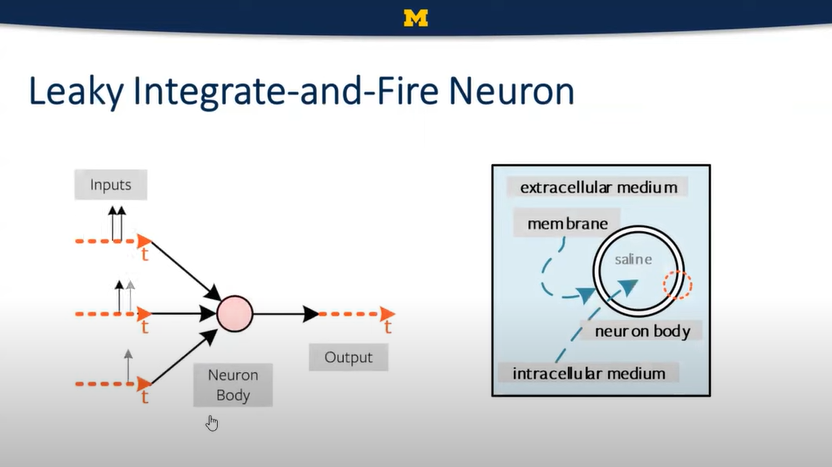 M
Leaky Integrate-and-Fire Neuron
Inputs
t
t
t
Neuron
Body
t
Output
extracellular medium
membrane
saline
neuron body
intracellular medium